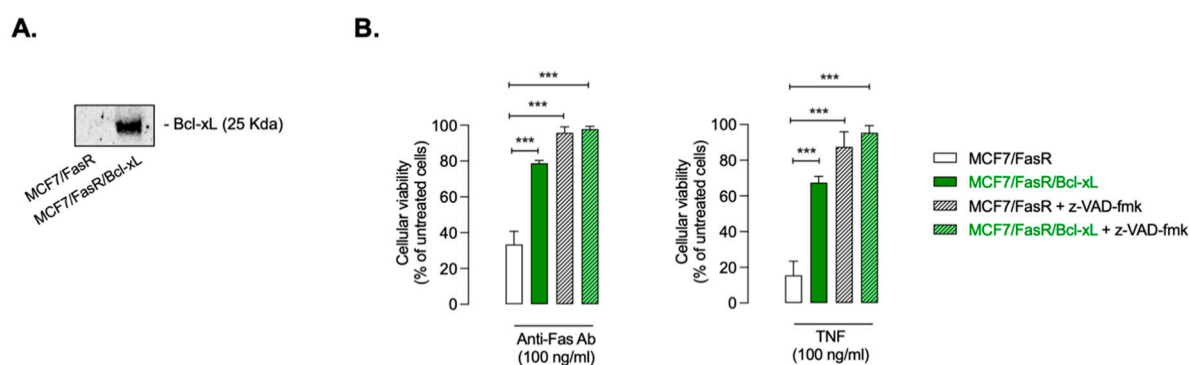 A.
- Bcl-xL (25 Kda)
MCF7/FasR
MCF7/FasR/Bcl-xL
B.
Cellular viability
(% of untreated cells)
100
80
60
40
20
0
***
***
***
Anti-Fas Ab
(100 ng/ml)
Cellular viability
(% of untreated cells)
100
80
60
40
20
0
***
***
***
TNF
(100 ng/ml)
MCF7/FasR
MCF7/FasR/Bcl-xL
MCF7/FasR + z-VAD-fmk
MCF7/FasR/Bcl-xL + z-VAD-fmk